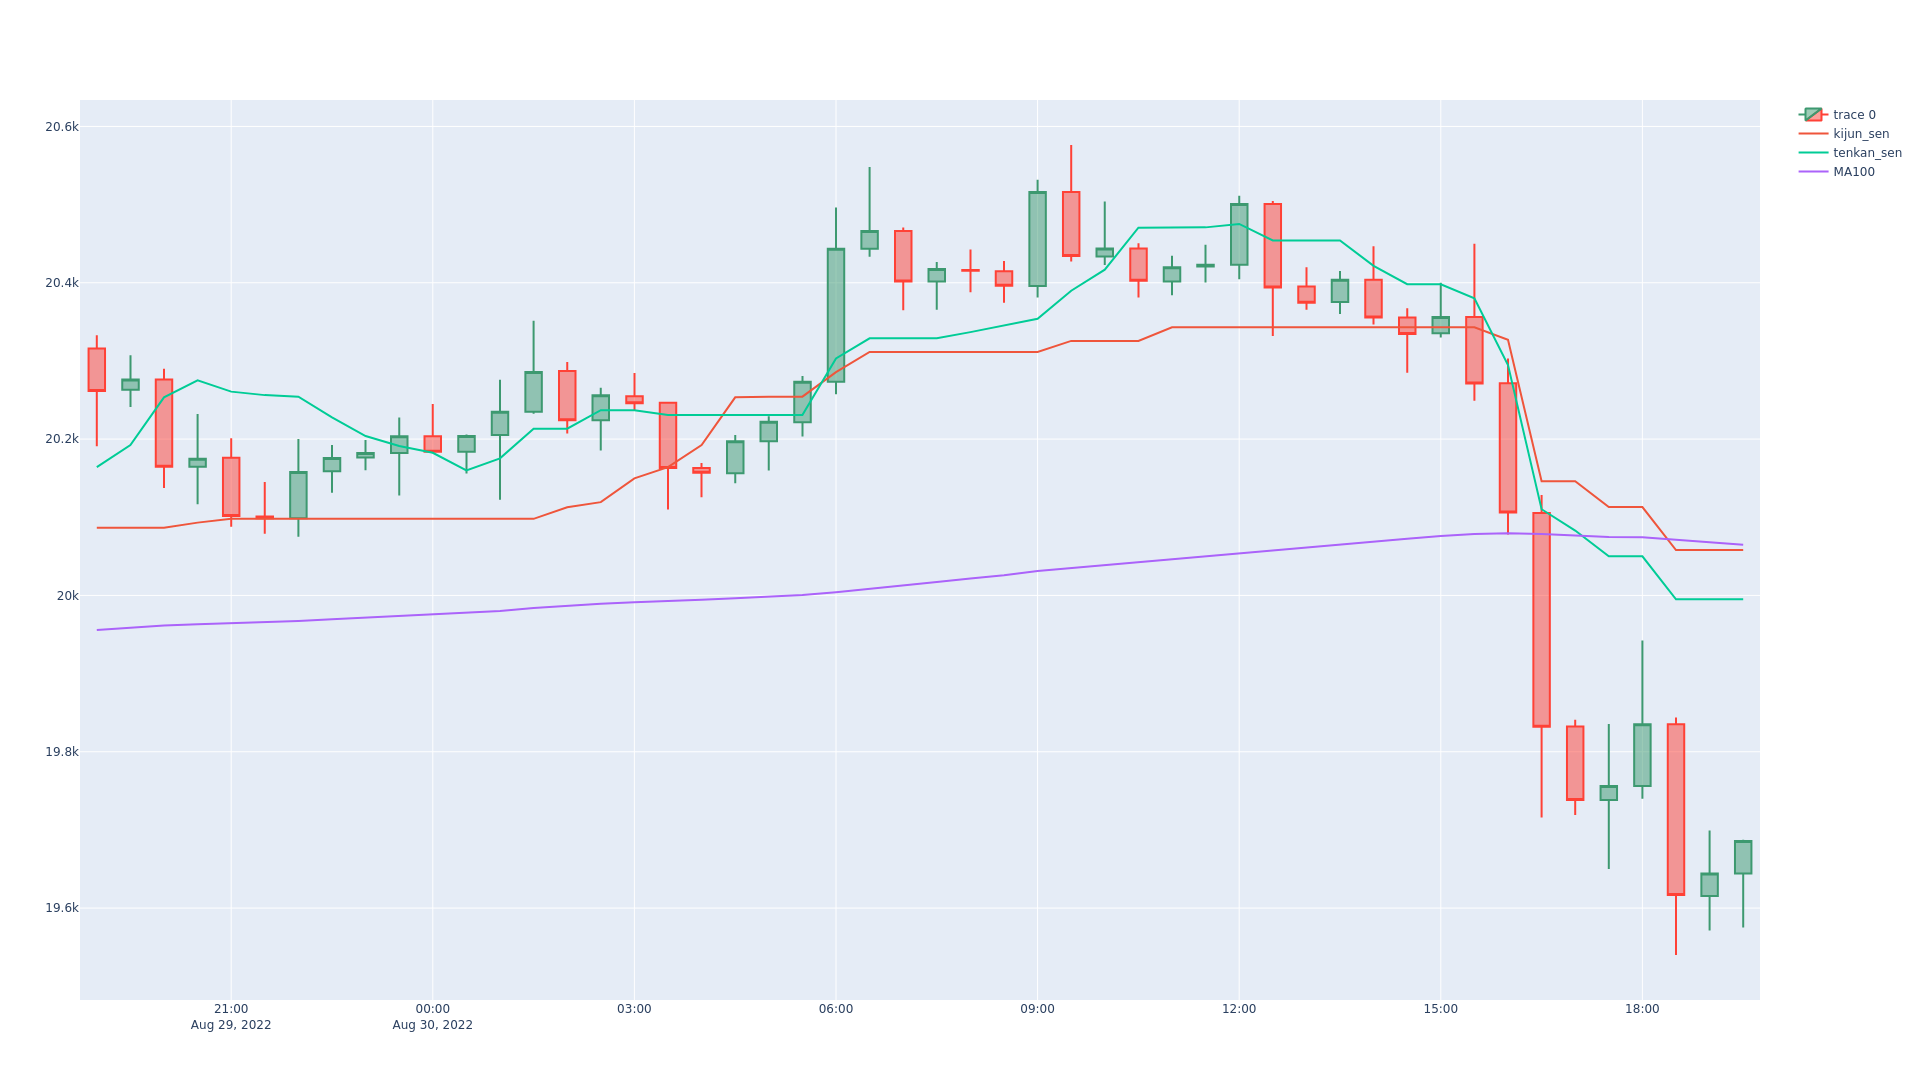 20.6k
20.4k
20.2k
20k
19.8k
19.6k
21:00
Aug 29, 2022
00:00
Aug 30, 2022
03:00
06:00
09:00
12:00
15:00
18:00
trace 0
kijun_sen
tenkan_sen
MA100